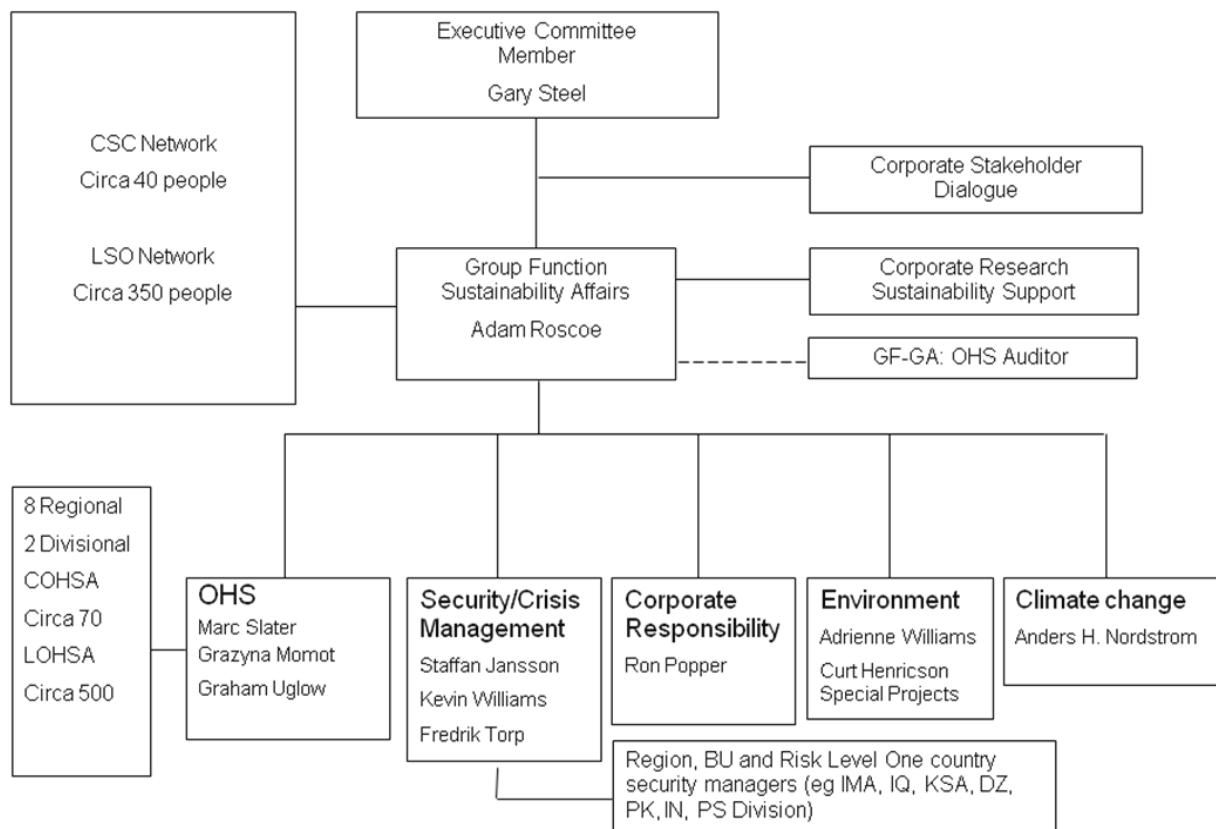 Executive Committee
Member
Gary Steel
CSC Network
Circa 40 people
LSO Network
Circa 350 people
Corporate Stakeholder
Dialogue
Group Function
Sustainability Affairs
Adam Roscoe
Corporate Research
Sustainability Support
GF-GA: OHS Auditor
8 Regional
2 Divisional
COHSA
Circa 70
LOHSA
Circa 500
OHS
Marc Slater
Grazyna Momot
Graham Uglow
Security/Crisis
Management
Staffan Jansson
Kevin Williams
Fredrik Torp
Corporate
Responsibility
Ron Popper
Environment
Adrienne Williams
Curt Henricson
Special Projects
Climate change
Anders H. Nordstrom
Region, BU and Risk Level One country
security managers (eg IMA, IQ, KSA, DZ,
PK, IN, PS Division)